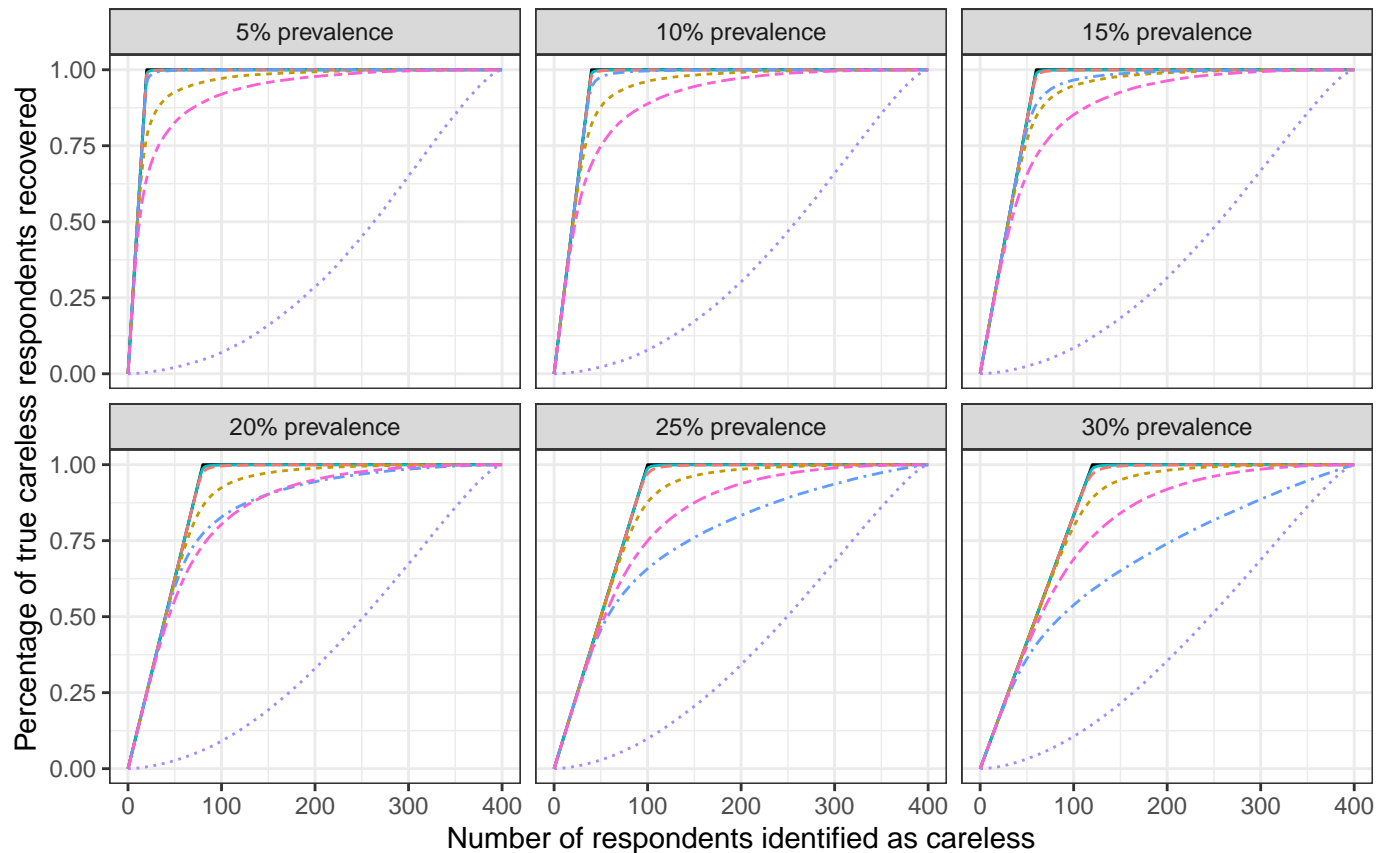 5% prevalence
10% prevalence
15% prevalence
1.00
0.75
0.50
0.25
0.00
20% prevalence
25% prevalence
30% prevalence
1.00
0.75
0.50
0.25
0.00
0 100 200 300 400
0 100 200 300 400
0 100 200 300 400
Number of respondents identified as careless
Percentage of true careless respondents recovered